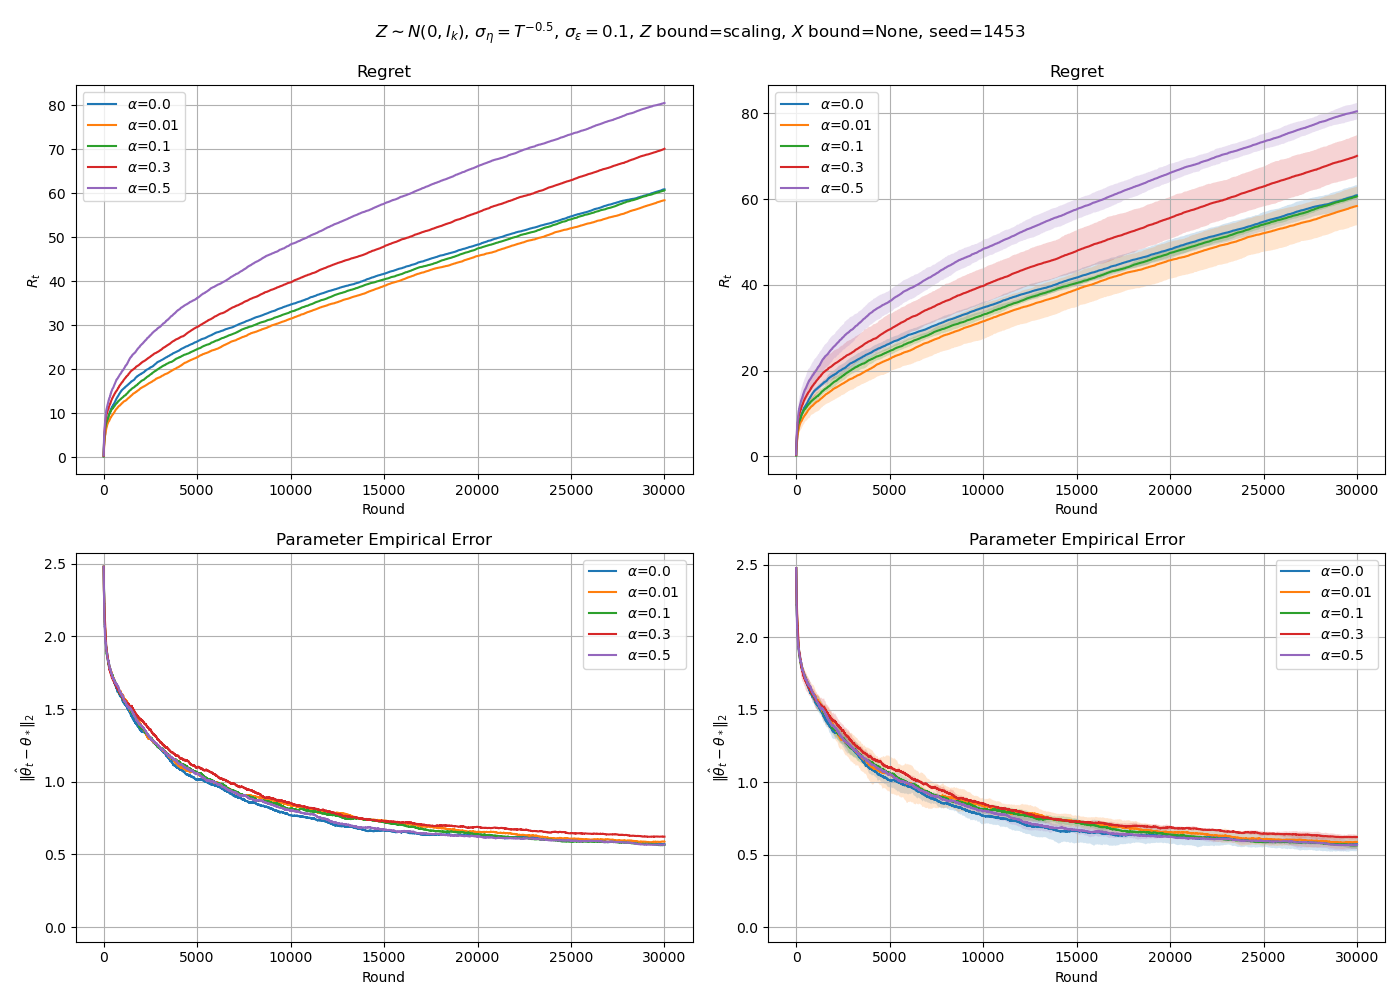 Z ∼ N(0, I_k), σ_η = T^{−0.5}, σ_ε = 0.1, Z bound=scaling, X bound=None, seed=1453
Regret
R_t
80
70
60
50
40
30
20
10
0
α=0.0
α=0.01
α=0.1
α=0.3
α=0.5
0 5000 10000 15000 20000 25000 30000
Round
Regret
R_t
80
60
40
20
0
α=0.0
α=0.01
α=0.1
α=0.3
α=0.5
0 5000 10000 15000 20000 25000 30000
Round
Parameter Empirical Error
‖θ̂_t − θ_*‖_2
2.5
2.0
1.5
1.0
0.5
0.0
α=0.0
α=0.01
α=0.1
α=0.3
α=0.5
0 5000 10000 15000 20000 25000 30000
Round
Parameter Empirical Error
‖θ̂_t − θ_*‖_2
2.5
2.0
1.5
1.0
0.5
0.0
α=0.0
α=0.01
α=0.1
α=0.3
α=0.5
0 5000 10000 15000 20000 25000 30000
Round